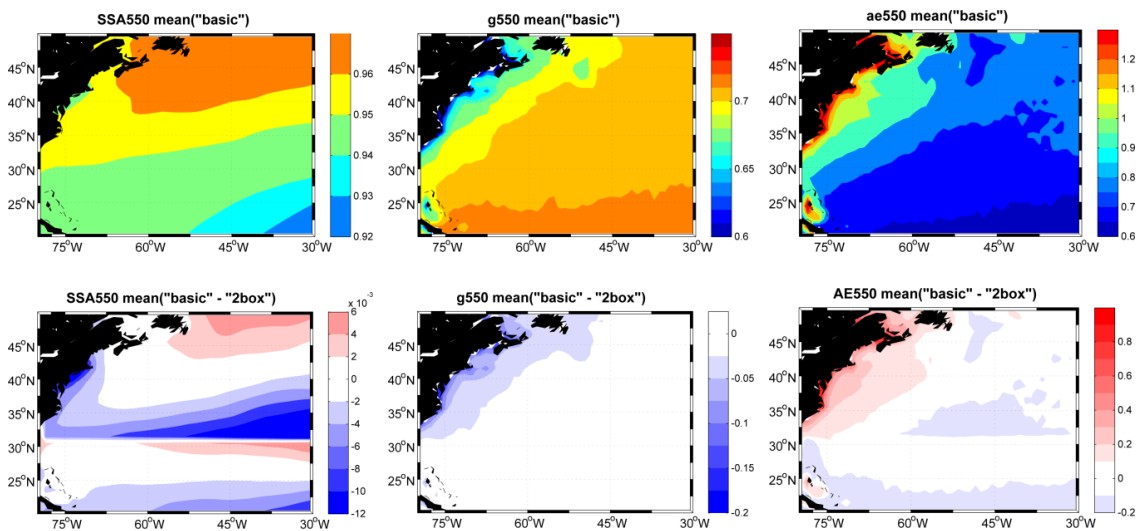 SSA550 mean("basic")
45°N
40°N
35°N
30°N
25°N
75°W
60°W
45°W
30°W
0.96
0.95
0.94
0.93
0.92
g550 mean("basic")
45°N
40°N
35°N
30°N
25°N
75°W
60°W
45°W
30°W
0.7
0.65
0.6
ae550 mean("basic")
45°N
40°N
35°N
30°N
25°N
75°W
60°W
45°W
30°W
1.2
1.1
1
0.9
0.8
0.7
0.6
SSA550 mean("basic" - "2box")
x 10⁻³
45°N
40°N
35°N
30°N
25°N
75°W
60°W
45°W
30°W
6
4
2
0
-2
-4
-6
-8
-10
-12
g550 mean("basic" - "2box")
45°N
40°N
35°N
30°N
25°N
75°W
60°W
45°W
30°W
0
-0.05
-0.1
-0.15
-0.2
AE550 mean("basic" - "2box")
45°N
40°N
35°N
30°N
25°N
75°W
60°W
45°W
30°W
0.8
0.6
0.4
0.2
0
-0.2